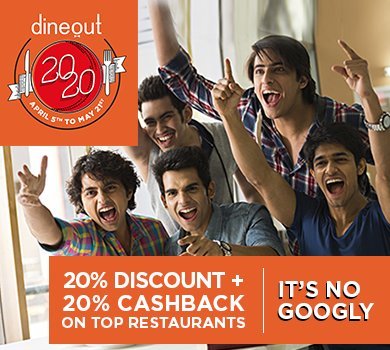 dineout
20
20
APRIL 5TH TO MAY 21ST
20% DISCOUNT +
20% CASHBACK
ON TOP RESTAURANTS
IT'S NO
GOOGLY